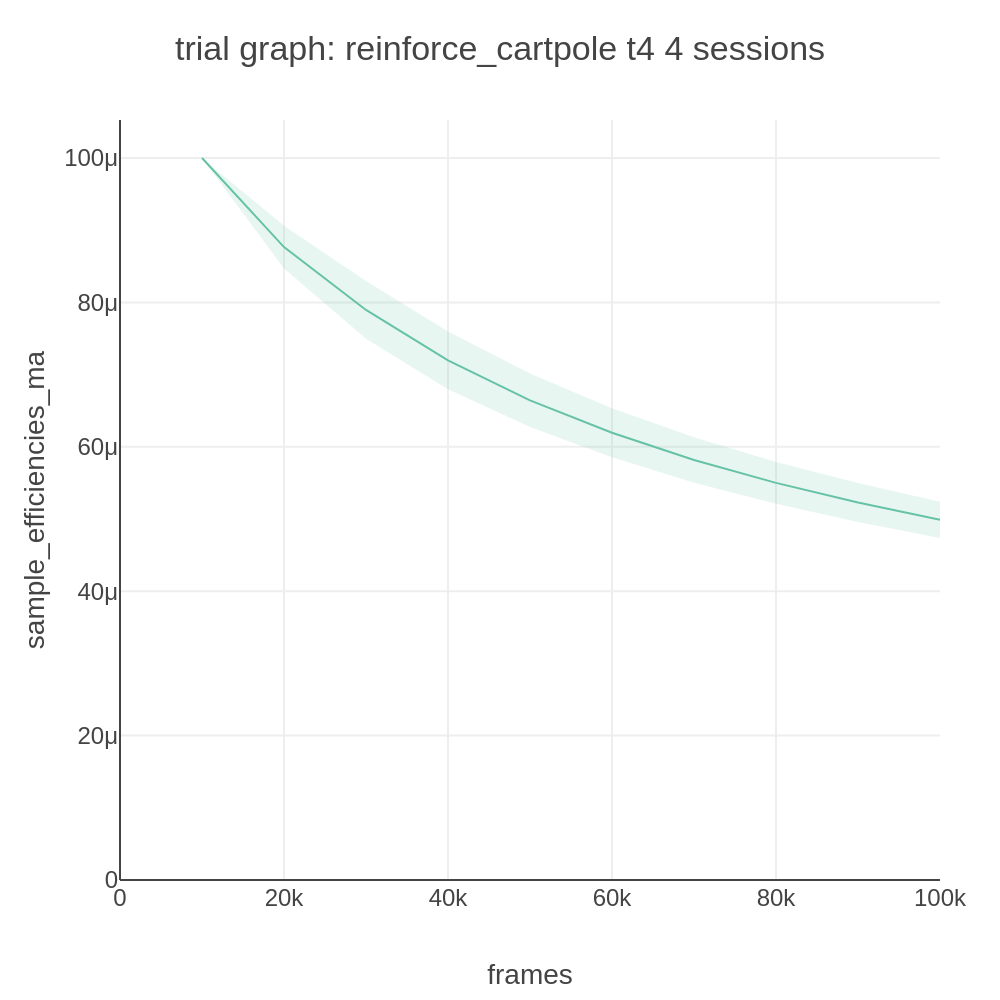 trial graph: reinforce_cartpole t4 4 sessions
sample_efficiencies_ma
100μ
80μ
60μ
40μ
20μ
0
0 20k 40k 60k 80k 100k
frames